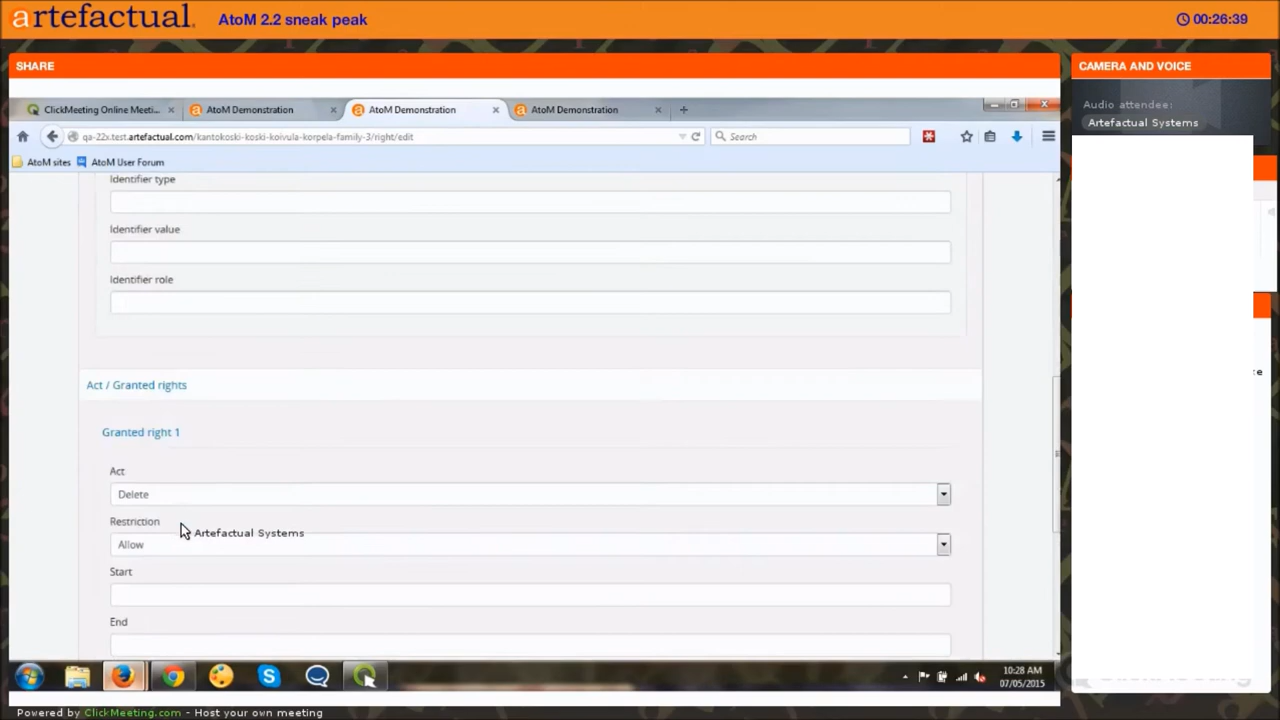 artefactual.
AtoM 2.2 sneak peak
00:26:39
SHARE
CAMERA AND VOICE
ClickMeeting Online Meeti...
AtoM Demonstration
AtoM Demonstration
AtoM Demonstration
Audio attendee:
Artefactual Systems
qa-22x.test.artefactual.com/kantokoski-koski-koivula-korpela-family-3/right/edit
Search
AtoM sites
AtoM User Forum
Identifier type
Identifier value
Identifier role
Act / Granted rights
Granted right 1
Act
Delete
Restriction
Artefactual Systems
Allow
Start
End
10:28 AM
07/05/2015
Powered by ClickMeeting.com - Host your own meeting